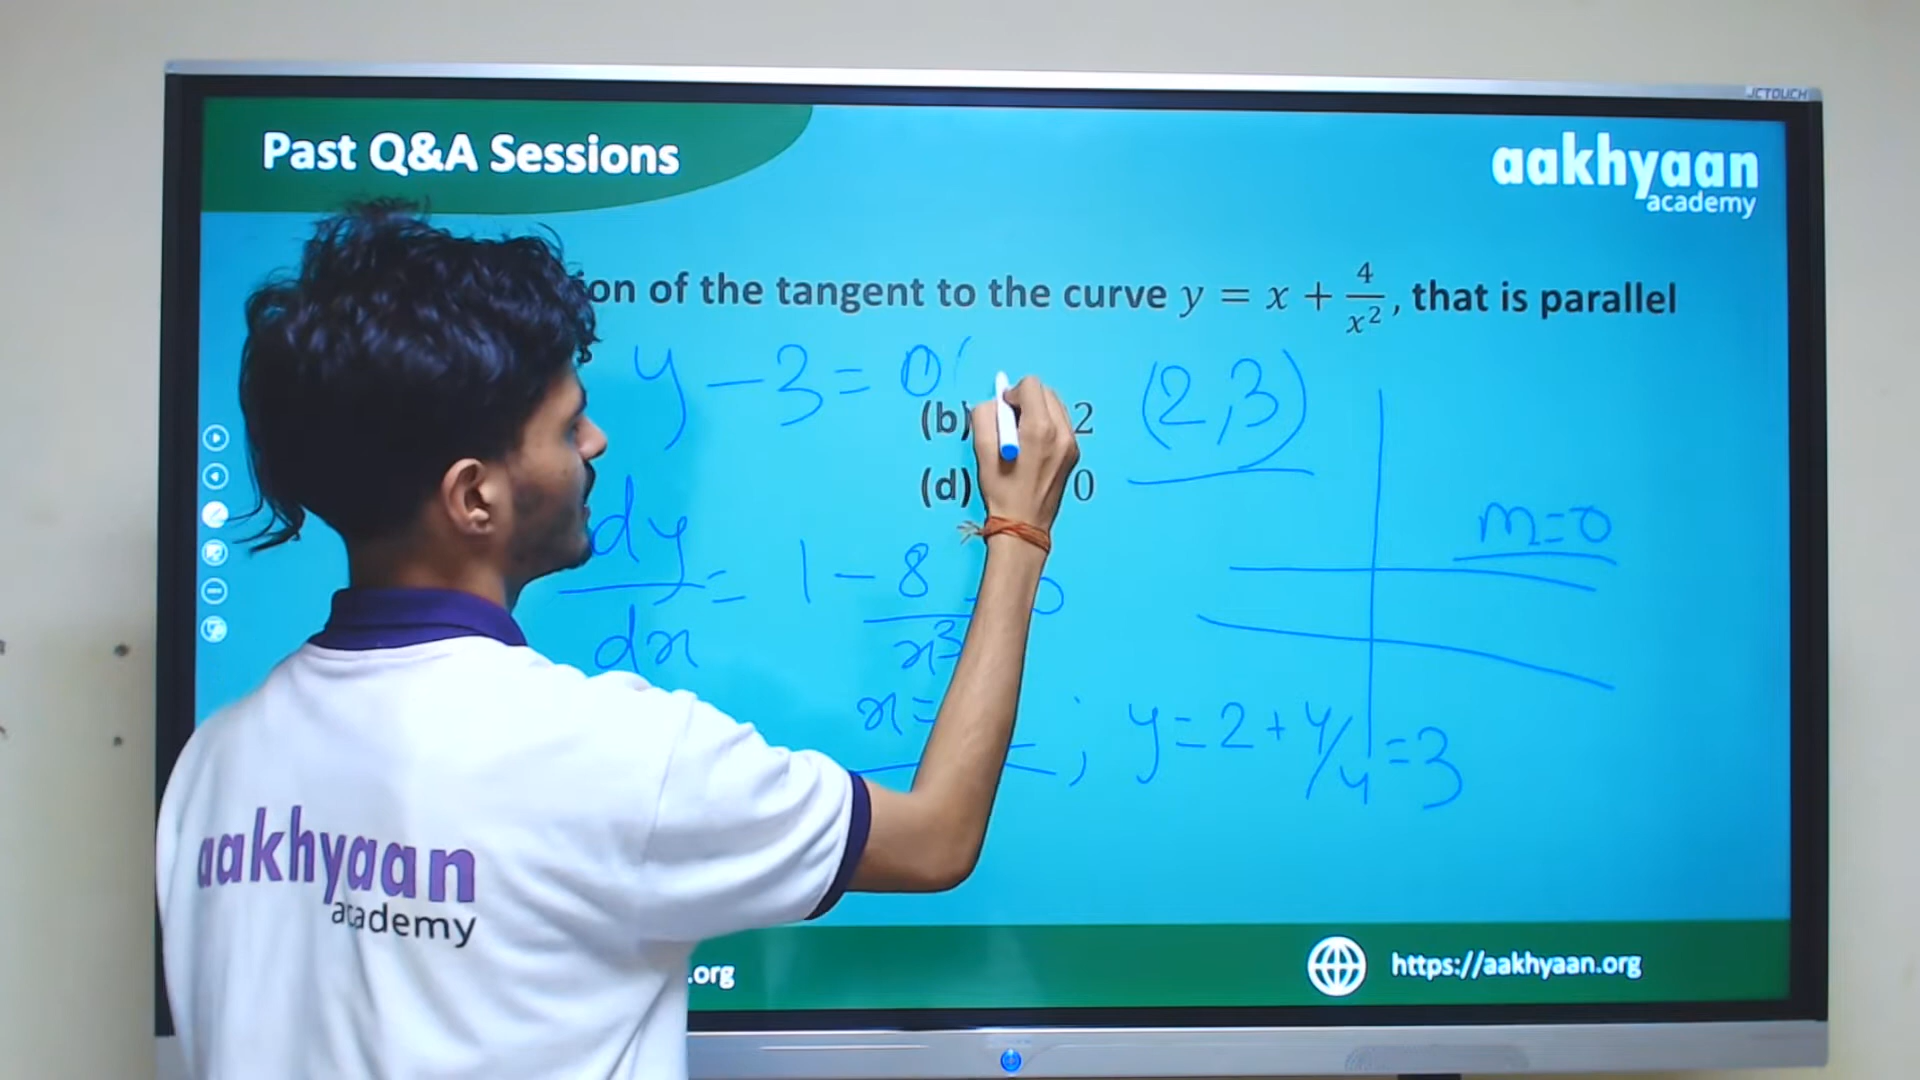 JCTOUCH
Past Q&A Sessions
aakhyaan
academy
on of the tangent to the curve y = x + 4/x², that is parallel
y - 3 = 0(
(2,3)
(b) 2
(d) 0
m=0
dy/dx = 1 - 8/x³ = 0
x=
; y = 2 + 4/4 = 3
aakhyaan
academy
.org
https://aakhyaan.org